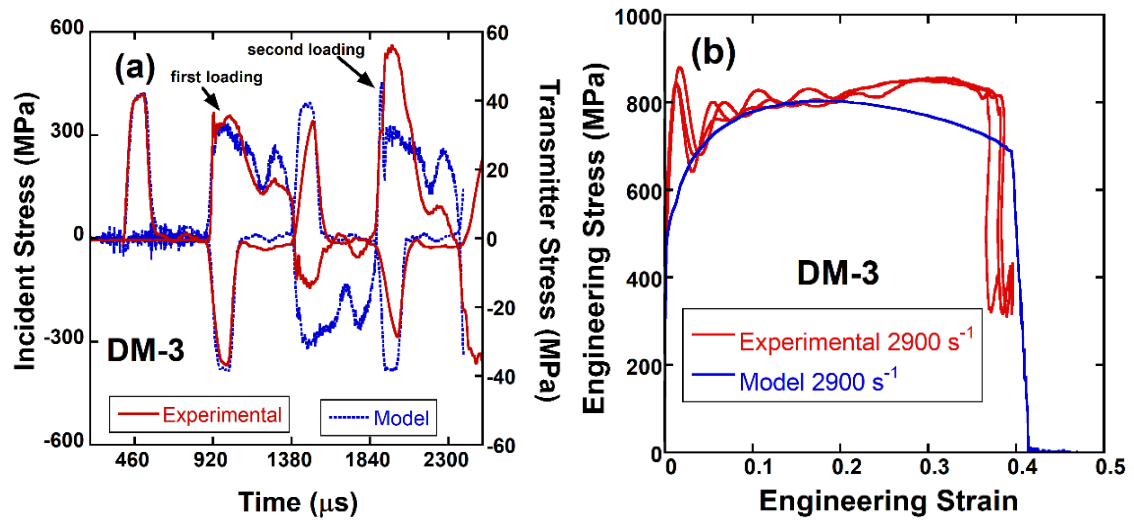 (a)
first loading
second loading
DM-3
Experimental
Model
600
300
0
-300
-600
Incident Stress (MPa)
60
40
20
0
-20
-40
60
Transmitter Stress (MPa)
460 920 1380 1840 2300
Time (μs)
(b)
DM-3
Experimental 2900 s⁻¹
Model 2900 s⁻¹
1000
800
600
400
200
0
Engineering Stress (MPa)
0 0.1 0.2 0.3 0.4 0.5
Engineering Strain